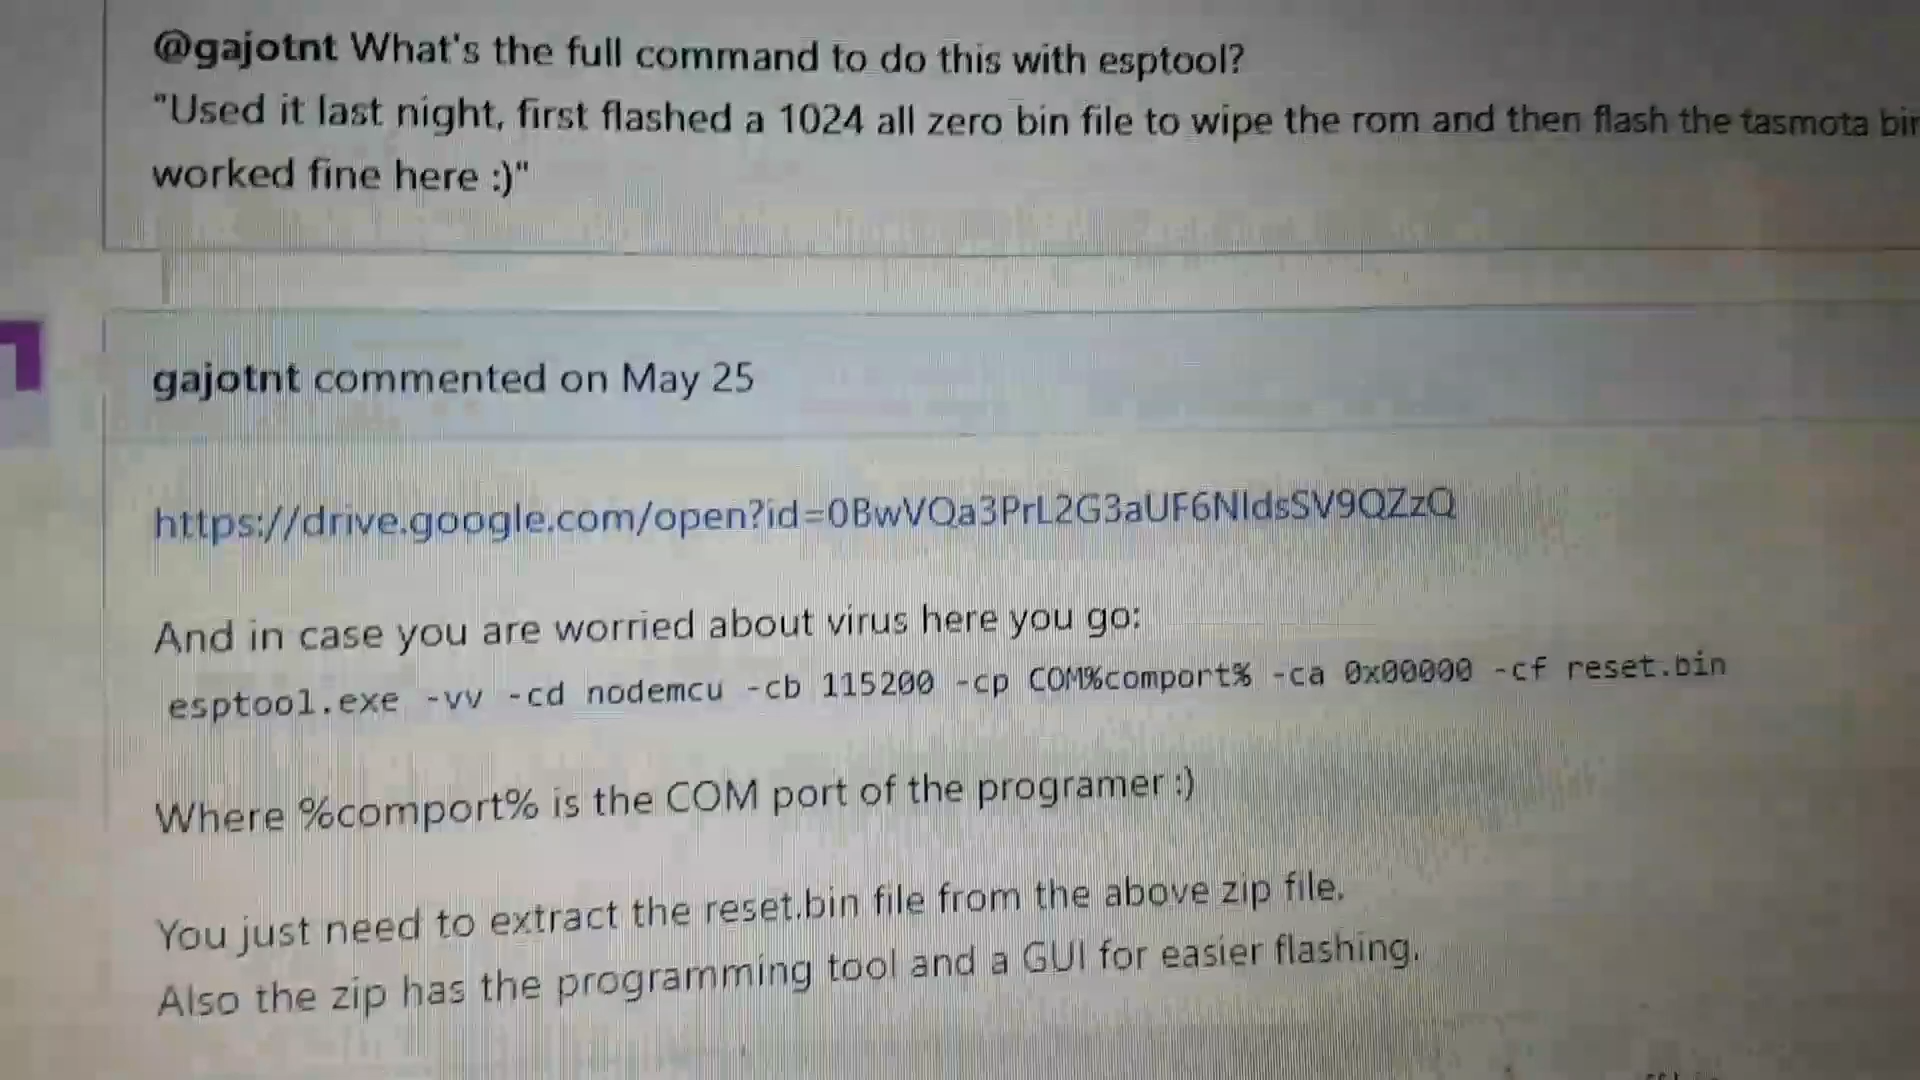 @gajotnt What's the full command to do this with esptool?
"Used it last night, first flashed a 1024 all zero bin file to wipe the rom and then flash the tasmota bin
worked fine here :)"
gajotnt commented on May 25
https://drive.google.com/open?id=0BwVQa3PrL2G3aUF6NldsSV9QZzQ
And in case you are worried about virus here you go:
esptool.exe -vv -cd nodemcu -cb 115200 -cp COM%comport% -ca 0x00000 -cf reset.bin
Where %comport% is the COM port of the programer :)
You just need to extract the reset.bin file from the above zip file.
Also the zip has the programming tool and a GUI for easier flashing.